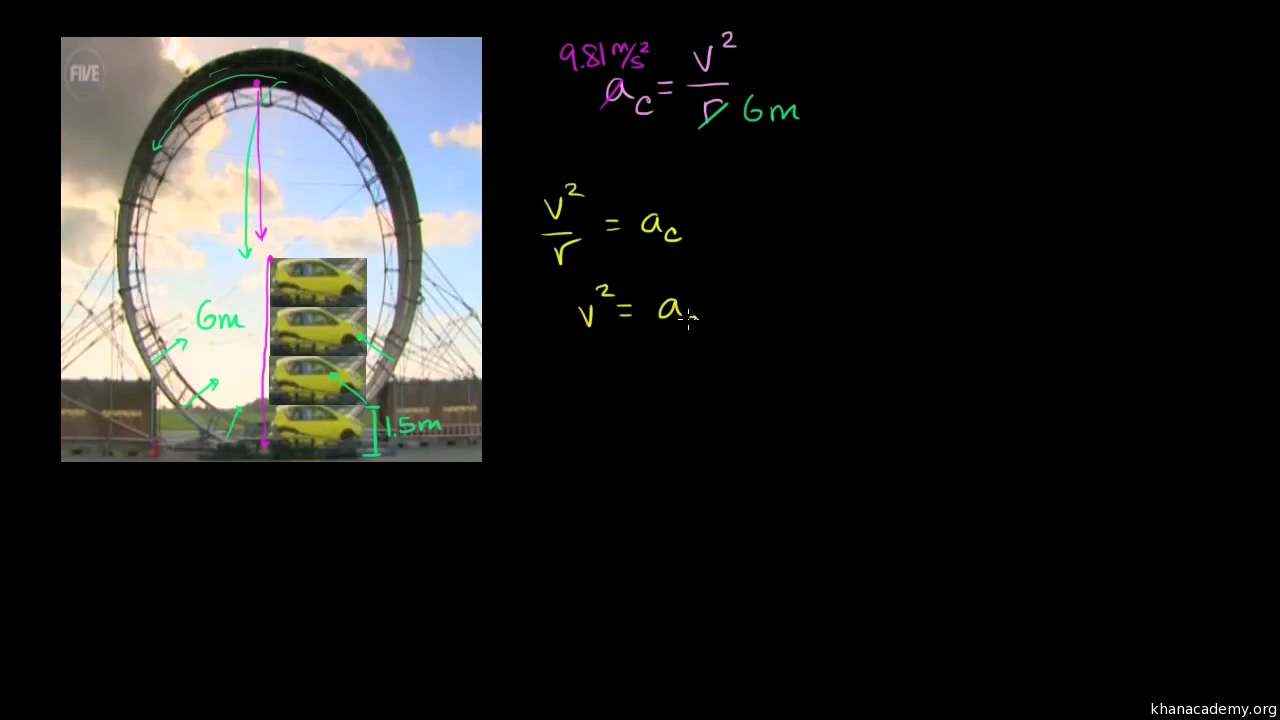 FIVE
9.81 m/s²
a_c = v²/r 6m
v²/r = a_c
v² = a
6m
1.5m
khanacademy.org